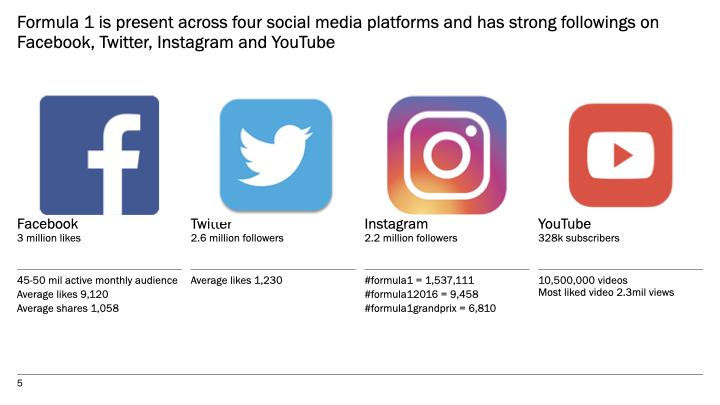 Formula 1 is present across four social media platforms and has strong followings on
Facebook, Twitter, Instagram and YouTube
Facebook
3 million likes
45-50 mil active monthly audience
Average likes 9,120
Average shares 1,058
Twitter
2.6 million followers
Average likes 1,230
Instagram
2.2 million followers
#formula1 = 1,537,111
#formula12016 = 9,458
#formula1grandprix = 6,810
YouTube
328k subscribers
10,500,000 videos
Most liked video 2.3mil views
5